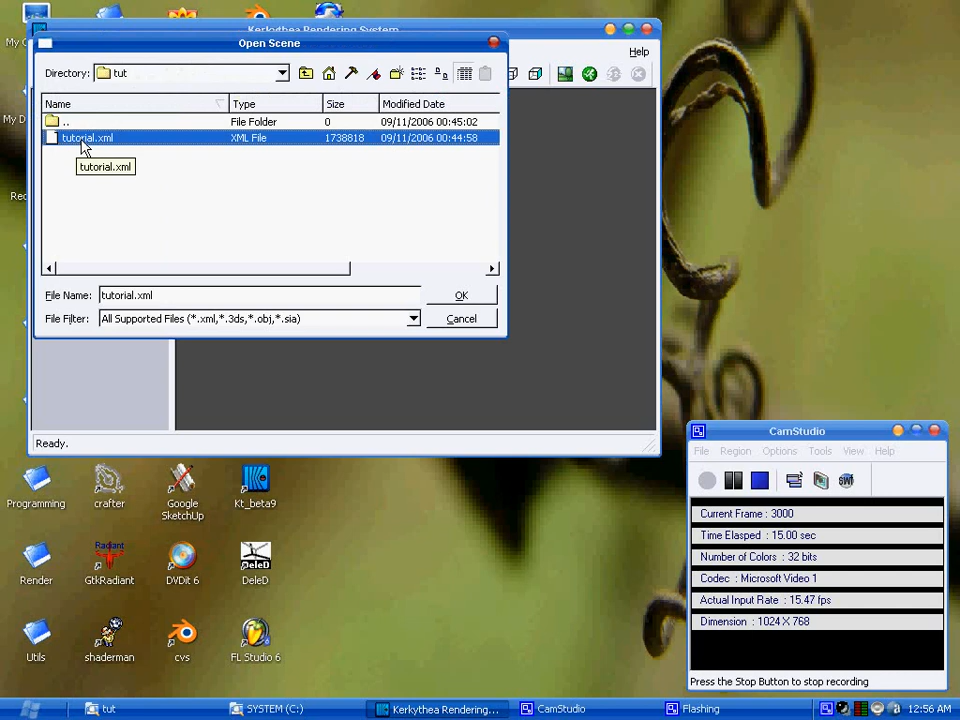 Kerkythea Rendering System
Open Scene
Help
Directory: tut
Name Type Size Modified Date
.. File Folder 0 09/11/2006 00:45:02
tutorial.xml XML File 1738818 09/11/2006 00:44:58
tutorial.xml
File Name: tutorial.xml OK
File Filter: All Supported Files (*.xml,*.3ds,*.obj,*.sia) Cancel
Ready.
My D
Rec
CamStudio
File Region Options Tools View Help
SWF
Current Frame : 3000
Time Elasped : 15.00 sec
Number of Colors : 32 bits
Codec : Microsoft Video 1
Actual Input Rate : 15.47 fps
Dimension : 1024 X 768
Press the Stop Button to stop recording
Programming crafter Google SketchUp Kt_beta9
Radiant DeleD
Render GtkRadiant DVDit 6 DeleD
Utils shaderman cvs FL Studio 6
tut SYSTEM (C:) Kerkythea Rendering... CamStudio Flashing 12:56 AM